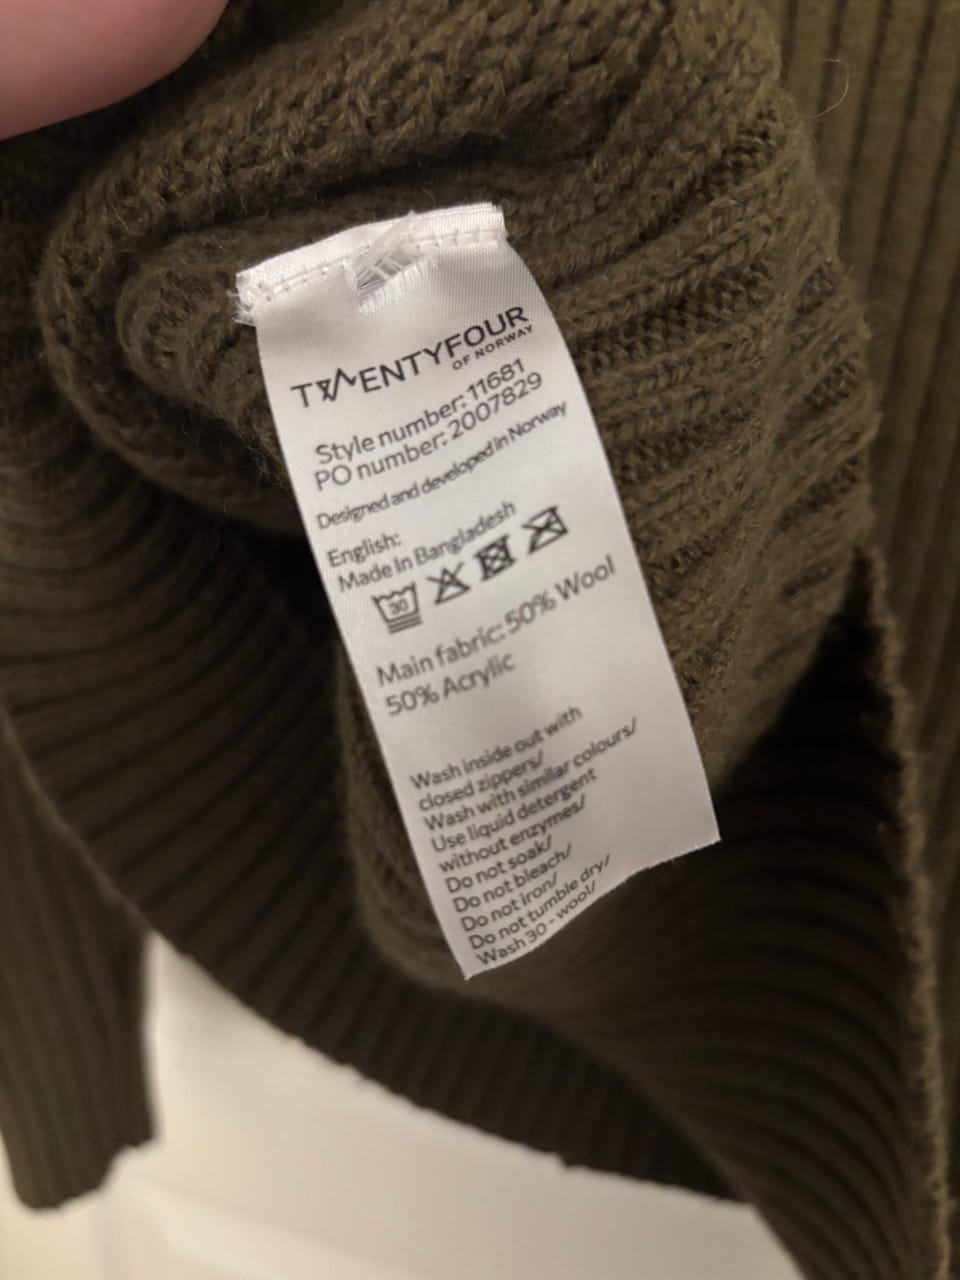 TWENTYFOUR
OF NORWAY
Style number: 11681
PO number: 2007829
Designed and developed in Norway
English:
Made In Bangladesh
30
Main fabric: 50% Wool
50% Acrylic
Wash inside out with
closed zippers/
Wash with similar colours/
Use liquid detergent
without enzymes/
Do not soak/
Do not bleach/
Do not iron/
Do not tumble dry/
Wash 30 - wool/